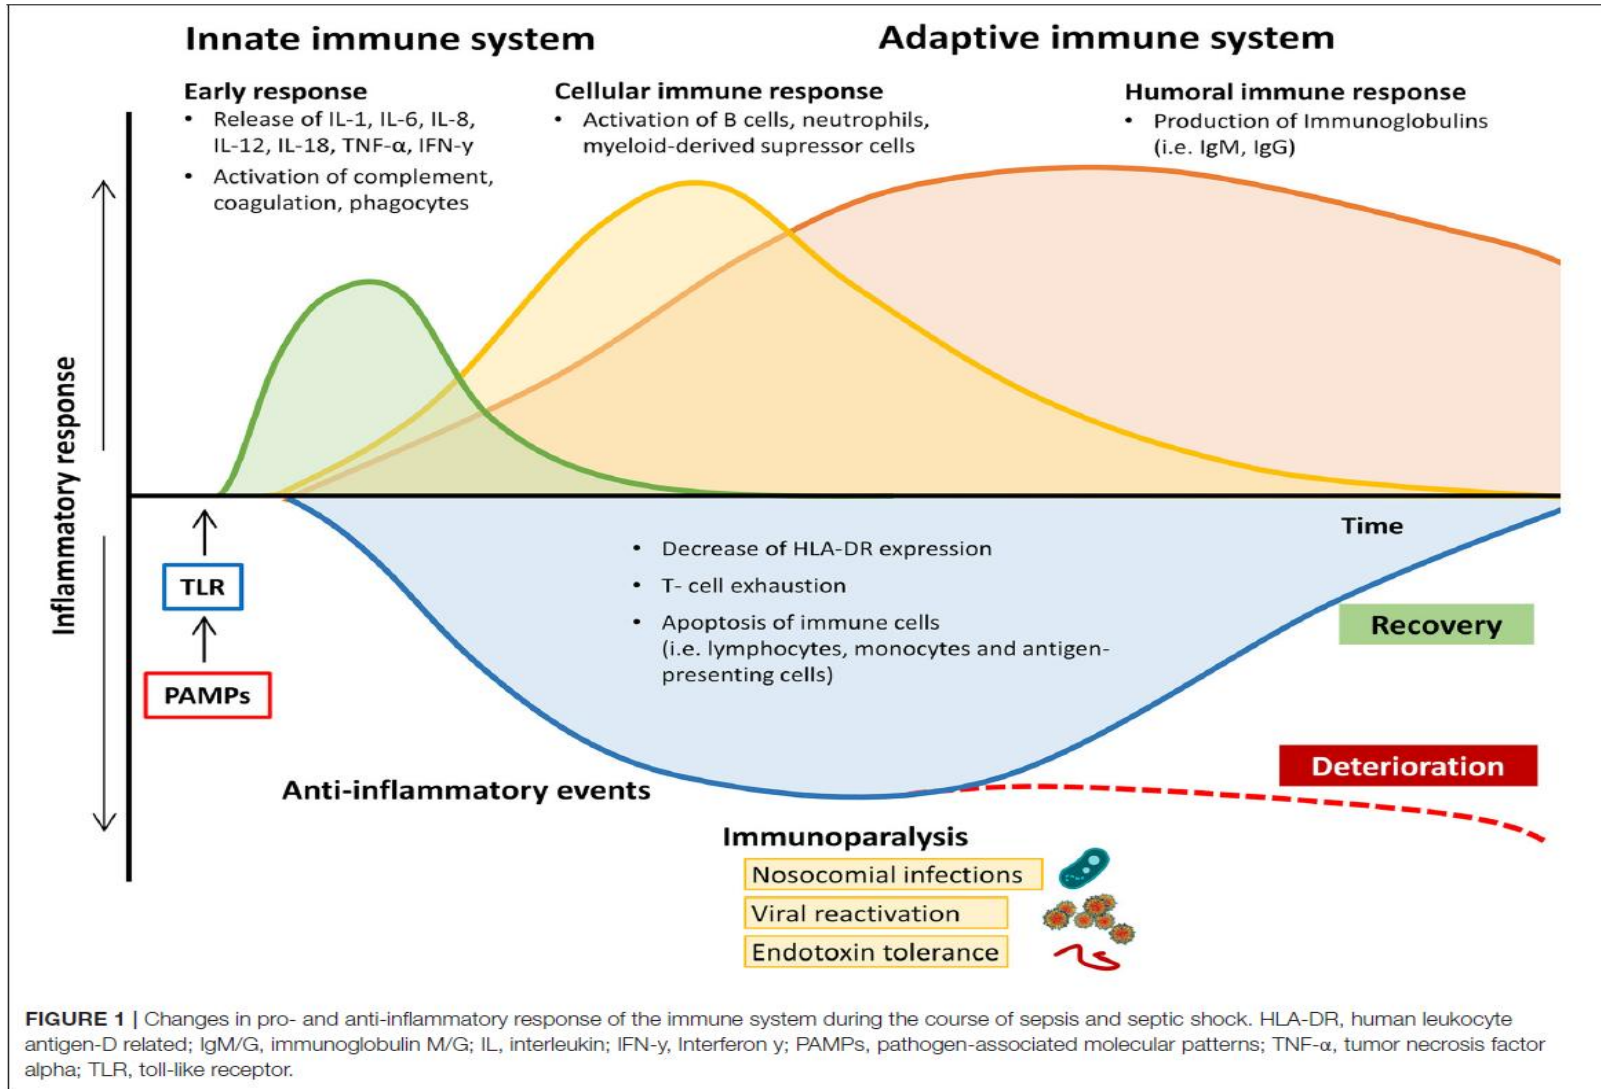 Innate immune system
Adaptive immune system
Early response
• Release of IL-1, IL-6, IL-8,
IL-12, IL-18, TNF-α, IFN-y
• Activation of complement,
coagulation, phagocytes
Cellular immune response
• Activation of B cells, neutrophils,
myeloid-derived supressor cells
Humoral immune response
• Production of Immunoglobulins
(i.e. IgM, IgG)
Inflammatory response
Time
TLR
PAMPs
• Decrease of HLA-DR expression
• T- cell exhaustion
• Apoptosis of immune cells
(i.e. lymphocytes, monocytes and antigen-
presenting cells)
Recovery
Deterioration
Anti-inflammatory events
Immunoparalysis
Nosocomial infections
Viral reactivation
Endotoxin tolerance
FIGURE 1 | Changes in pro- and anti-inflammatory response of the immune system during the course of sepsis and septic shock. HLA-DR, human leukocyte
antigen-D related; IgM/G, immunoglobulin M/G; IL, interleukin; IFN-y, Interferon y; PAMPs, pathogen-associated molecular patterns; TNF-α, tumor necrosis factor
alpha; TLR, toll-like receptor.